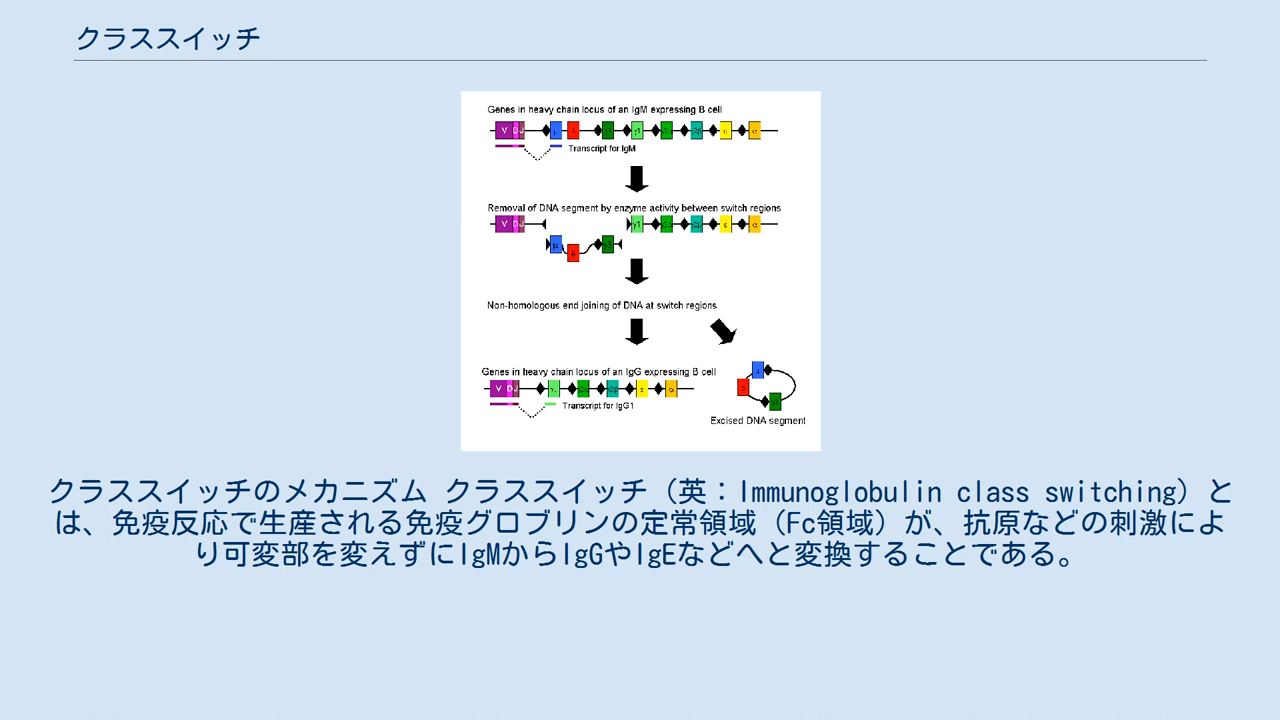 クラススイッチ
Genes in heavy chain locus of an IgM expressing B cell
V D J μ δ γ3 γ1 ε α
Transcript for IgM
Removal of DNA segment by enzyme activity between switch regions
V D J γ1 γ2β ε α
μ δ γ3
Non-homologous end joining of DNA at switch regions
Genes in heavy chain locus of an IgG expressing B cell
V D J γ1 γ2β ε α
Transcript for IgG1
Excised DNA segment
クラススイッチのメカニズム クラススイッチ（英：Immunoglobulin class switching）と
は、免疫反応で生産される免疫グロブリンの定常領域（Fc領域）が、抗原などの刺激によ
り可変部を変えずにIgMからIgGやIgEなどへと変換することである。